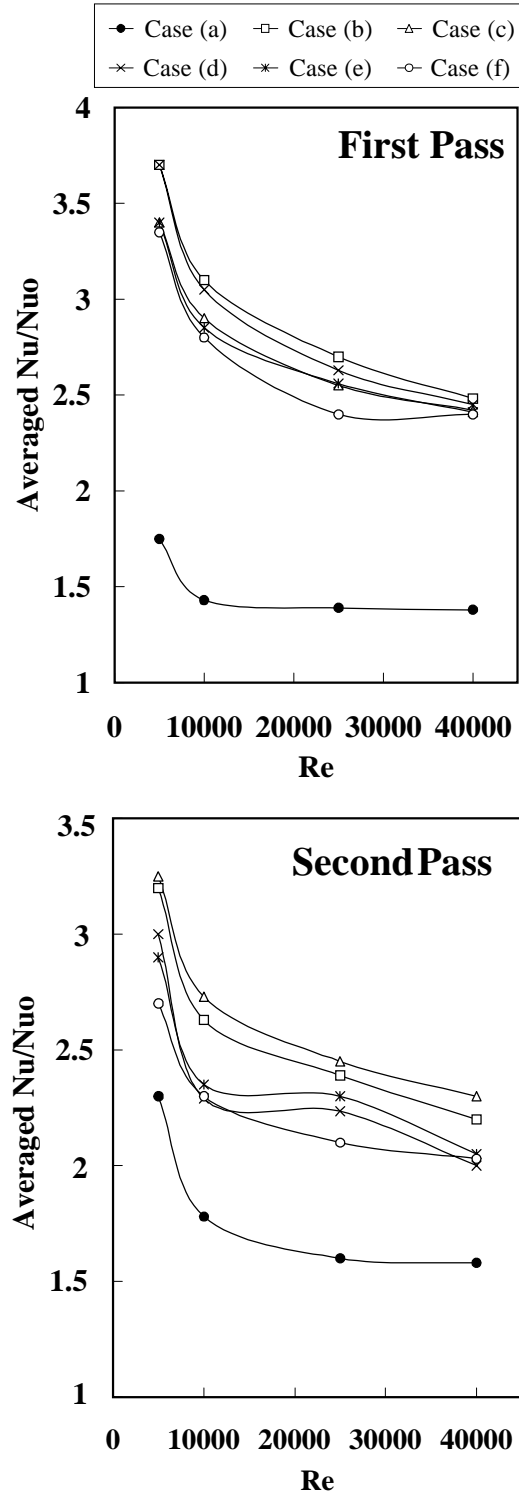 Case (a) Case (b) Case (c)
Case (d) Case (e) Case (f)
First Pass
4
3.5
3
2.5
2
1.5
1
Averaged Nu/Nuo
0 10000 20000 30000 40000
Re
Second Pass
3.5
3
2.5
2
1.5
1
Averaged Nu/Nuo
0 10000 20000 30000 40000
Re